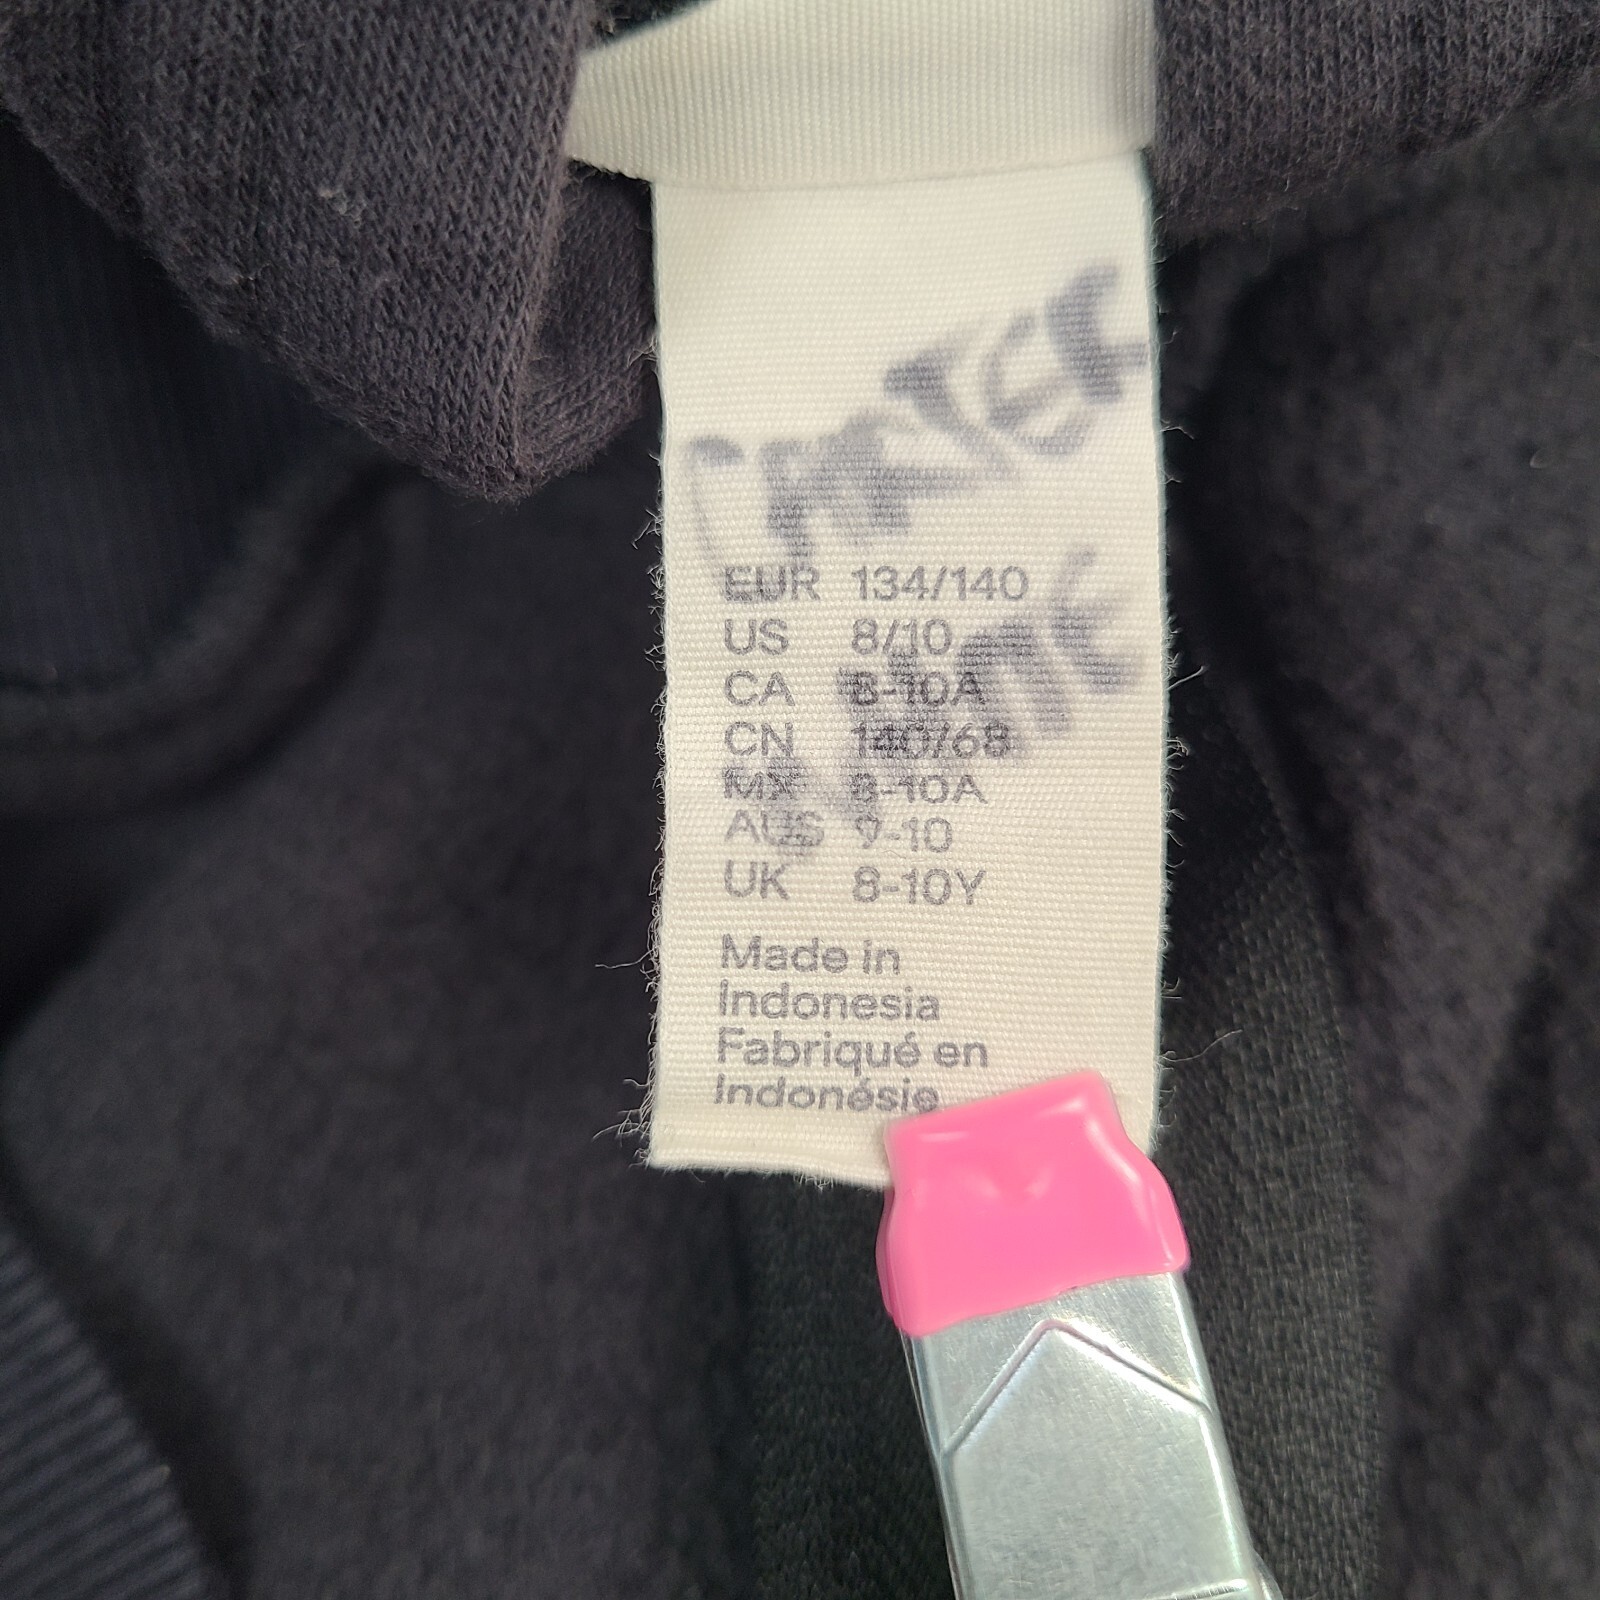 CARTER
EUR 134/140
US 8/10
CA 8-10A
CN 140/68
MX 8-10A
AUS 9-10
UK 8-10Y
Made in
Indonesia
Fabriqué en
Indonésie